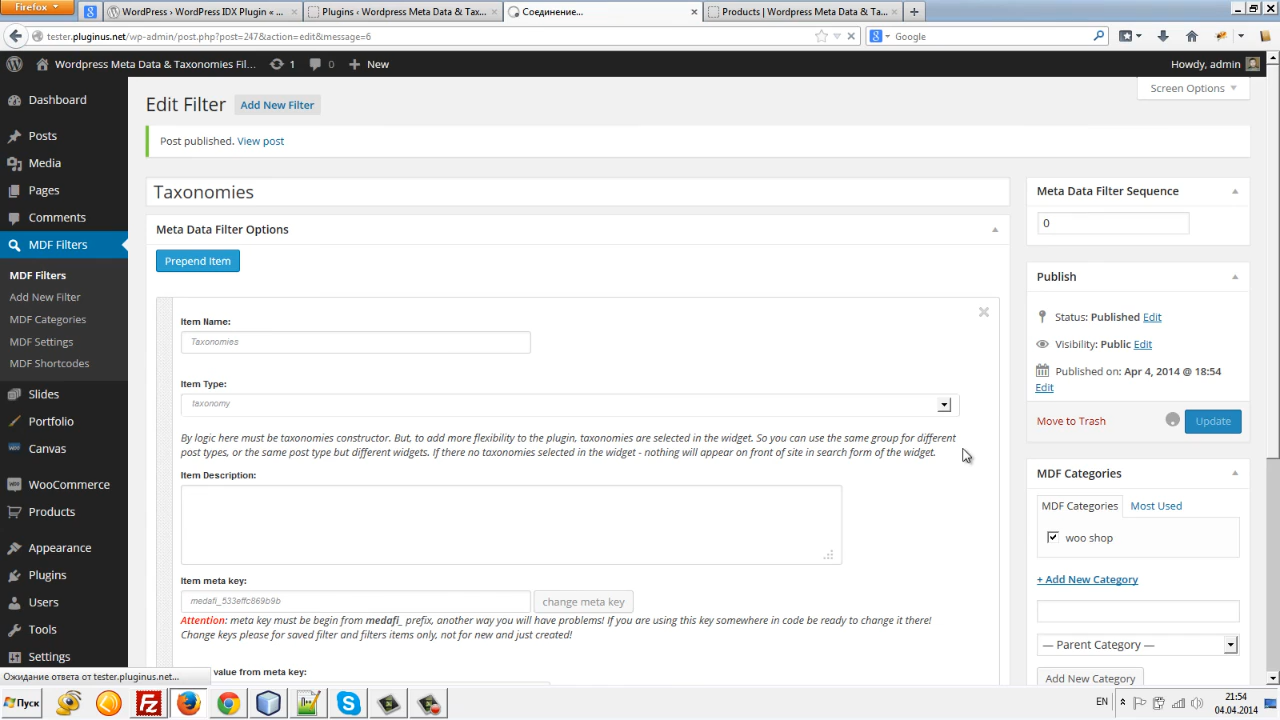 Firefox
WordPress › WordPress IDX Plugin « ...
Plugins ‹ Wordpress Meta Data & Tax...
Соединение...
Products | Wordpress Meta Data & Ta...
tester.pluginus.net/wp-admin/post.php?post=247&action=edit&message=6
Google
Wordpress Meta Data & Taxonomies Fil...
1
0
New
Howdy, admin
Dashboard
Posts
Media
Pages
Comments
MDF Filters
MDF Filters
Add New Filter
MDF Categories
MDF Settings
MDF Shortcodes
Slides
Portfolio
Canvas
WooCommerce
Products
Appearance
Plugins
Users
Tools
Settings
Screen Options
Edit Filter
Add New Filter
Post published. View post
Taxonomies
Meta Data Filter Options
Prepend Item
Item Name:
Taxonomies
Item Type:
taxonomy
By logic here must be taxonomies constructor. But, to add more flexibility to the plugin, taxonomies are selected in the widget. So you can use the same group for different
post types, or the same post type but different widgets. If there no taxonomies selected in the widget - nothing will appear on front of site in search form of the widget.
Item Description:
Item meta key:
medafi_533effc869b9b
change meta key
Attention: meta key must be begin from medafi_ prefix, another way you will have problems! If you are using this key somewhere in code be ready to change it there!
Change keys please for saved filter and filters items only, not for new and just created!
value from meta key:
Meta Data Filter Sequence
0
Publish
Status: Published Edit
Visibility: Public Edit
Published on: Apr 4, 2014 @ 18:54
Edit
Move to Trash
Update
MDF Categories
MDF Categories
Most Used
woo shop
+ Add New Category
— Parent Category —
Add New Category
Ожидание ответа от tester.pluginus.net...
Пуск
EN
21:54
04.04.2014